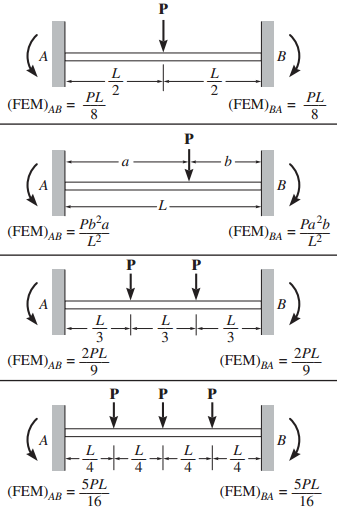 P
A B
L/2 L/2
(FEM)AB = PL/8 (FEM)BA = PL/8
P
a b
A B
L
(FEM)AB = Pb²a/L² (FEM)BA = Pa²b/L²
P P
A B
L/3 L/3 L/3
(FEM)AB = 2PL/9 (FEM)BA = 2PL/9
P P P
A B
L/4 L/4 L/4 L/4
(FEM)AB = 5PL/16 (FEM)BA = 5PL/16